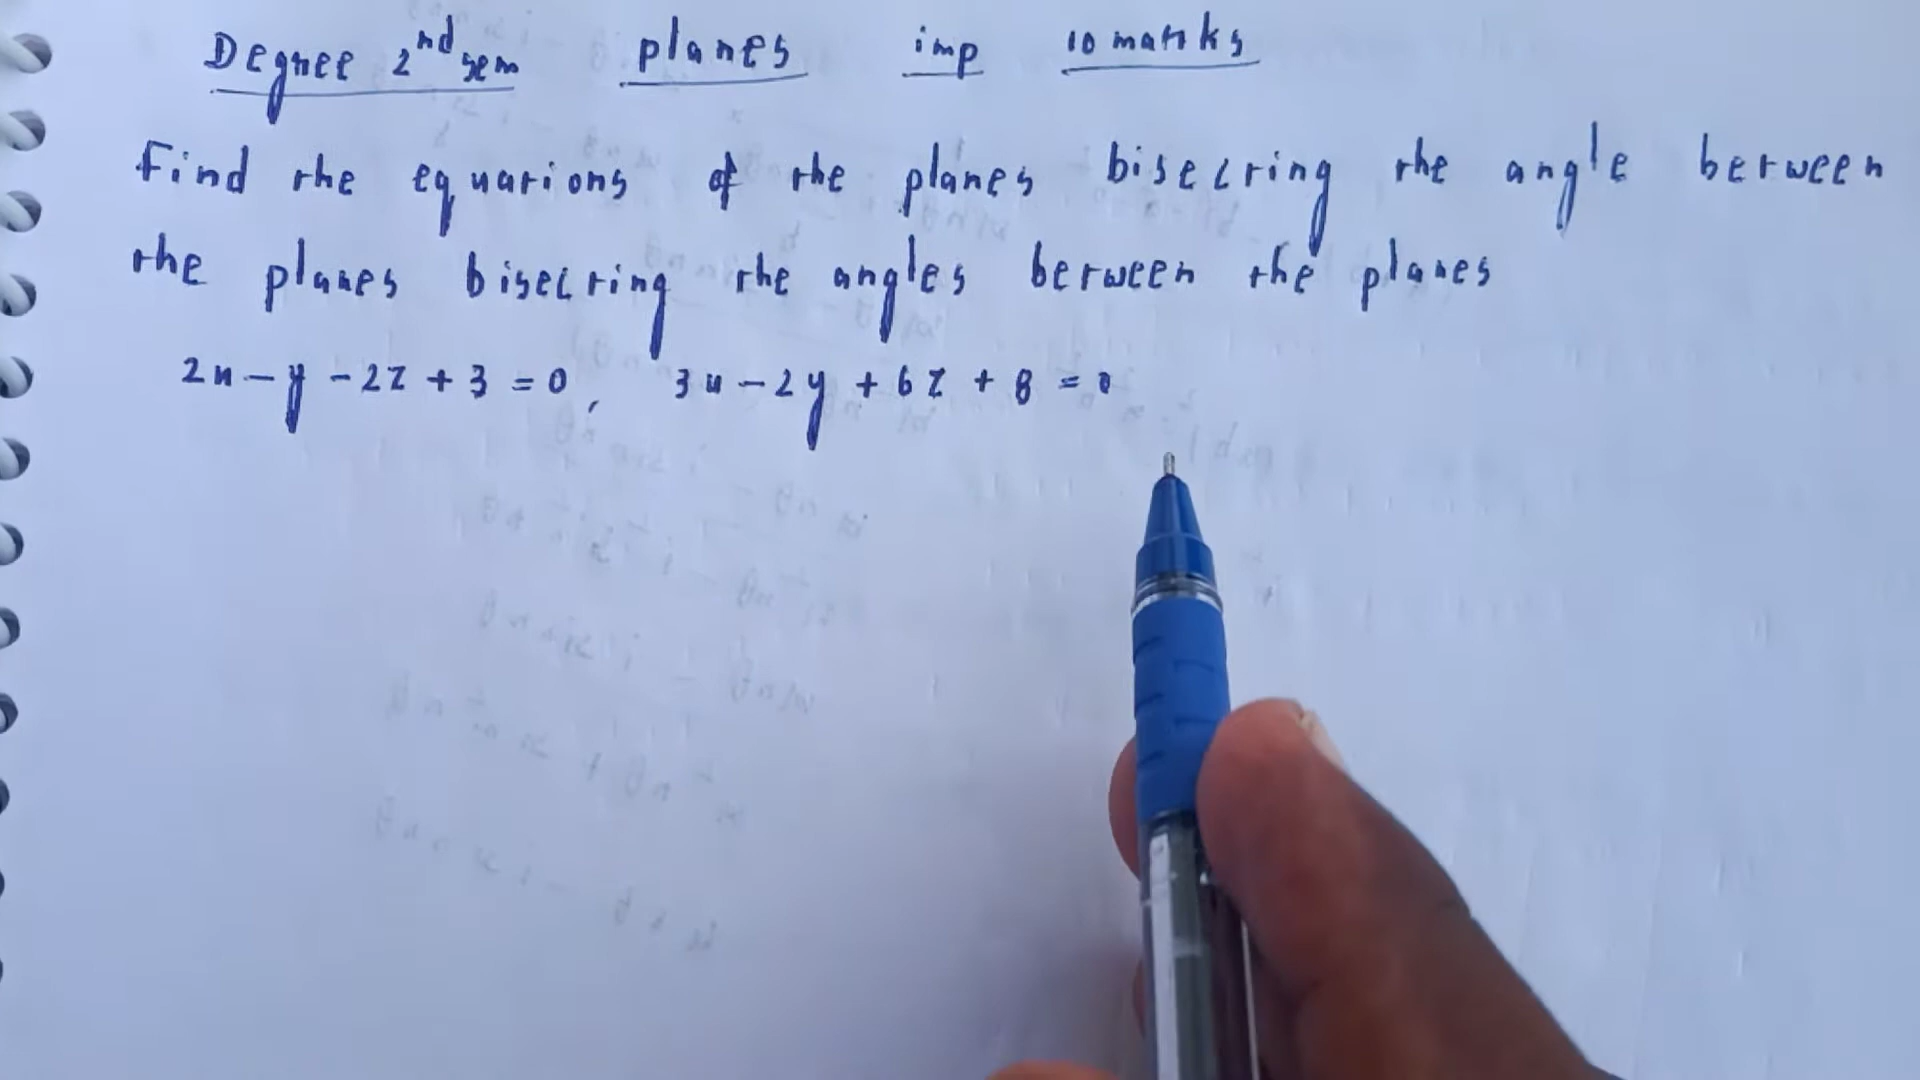 Degree 2nd sem planes imp 10 marks
Find the equations of the planes bisecting the angle between
the planes bisecting the angles between the planes
2x - y - 2z + 3 = 0, 3x - 2y + 6z + 8 = 0